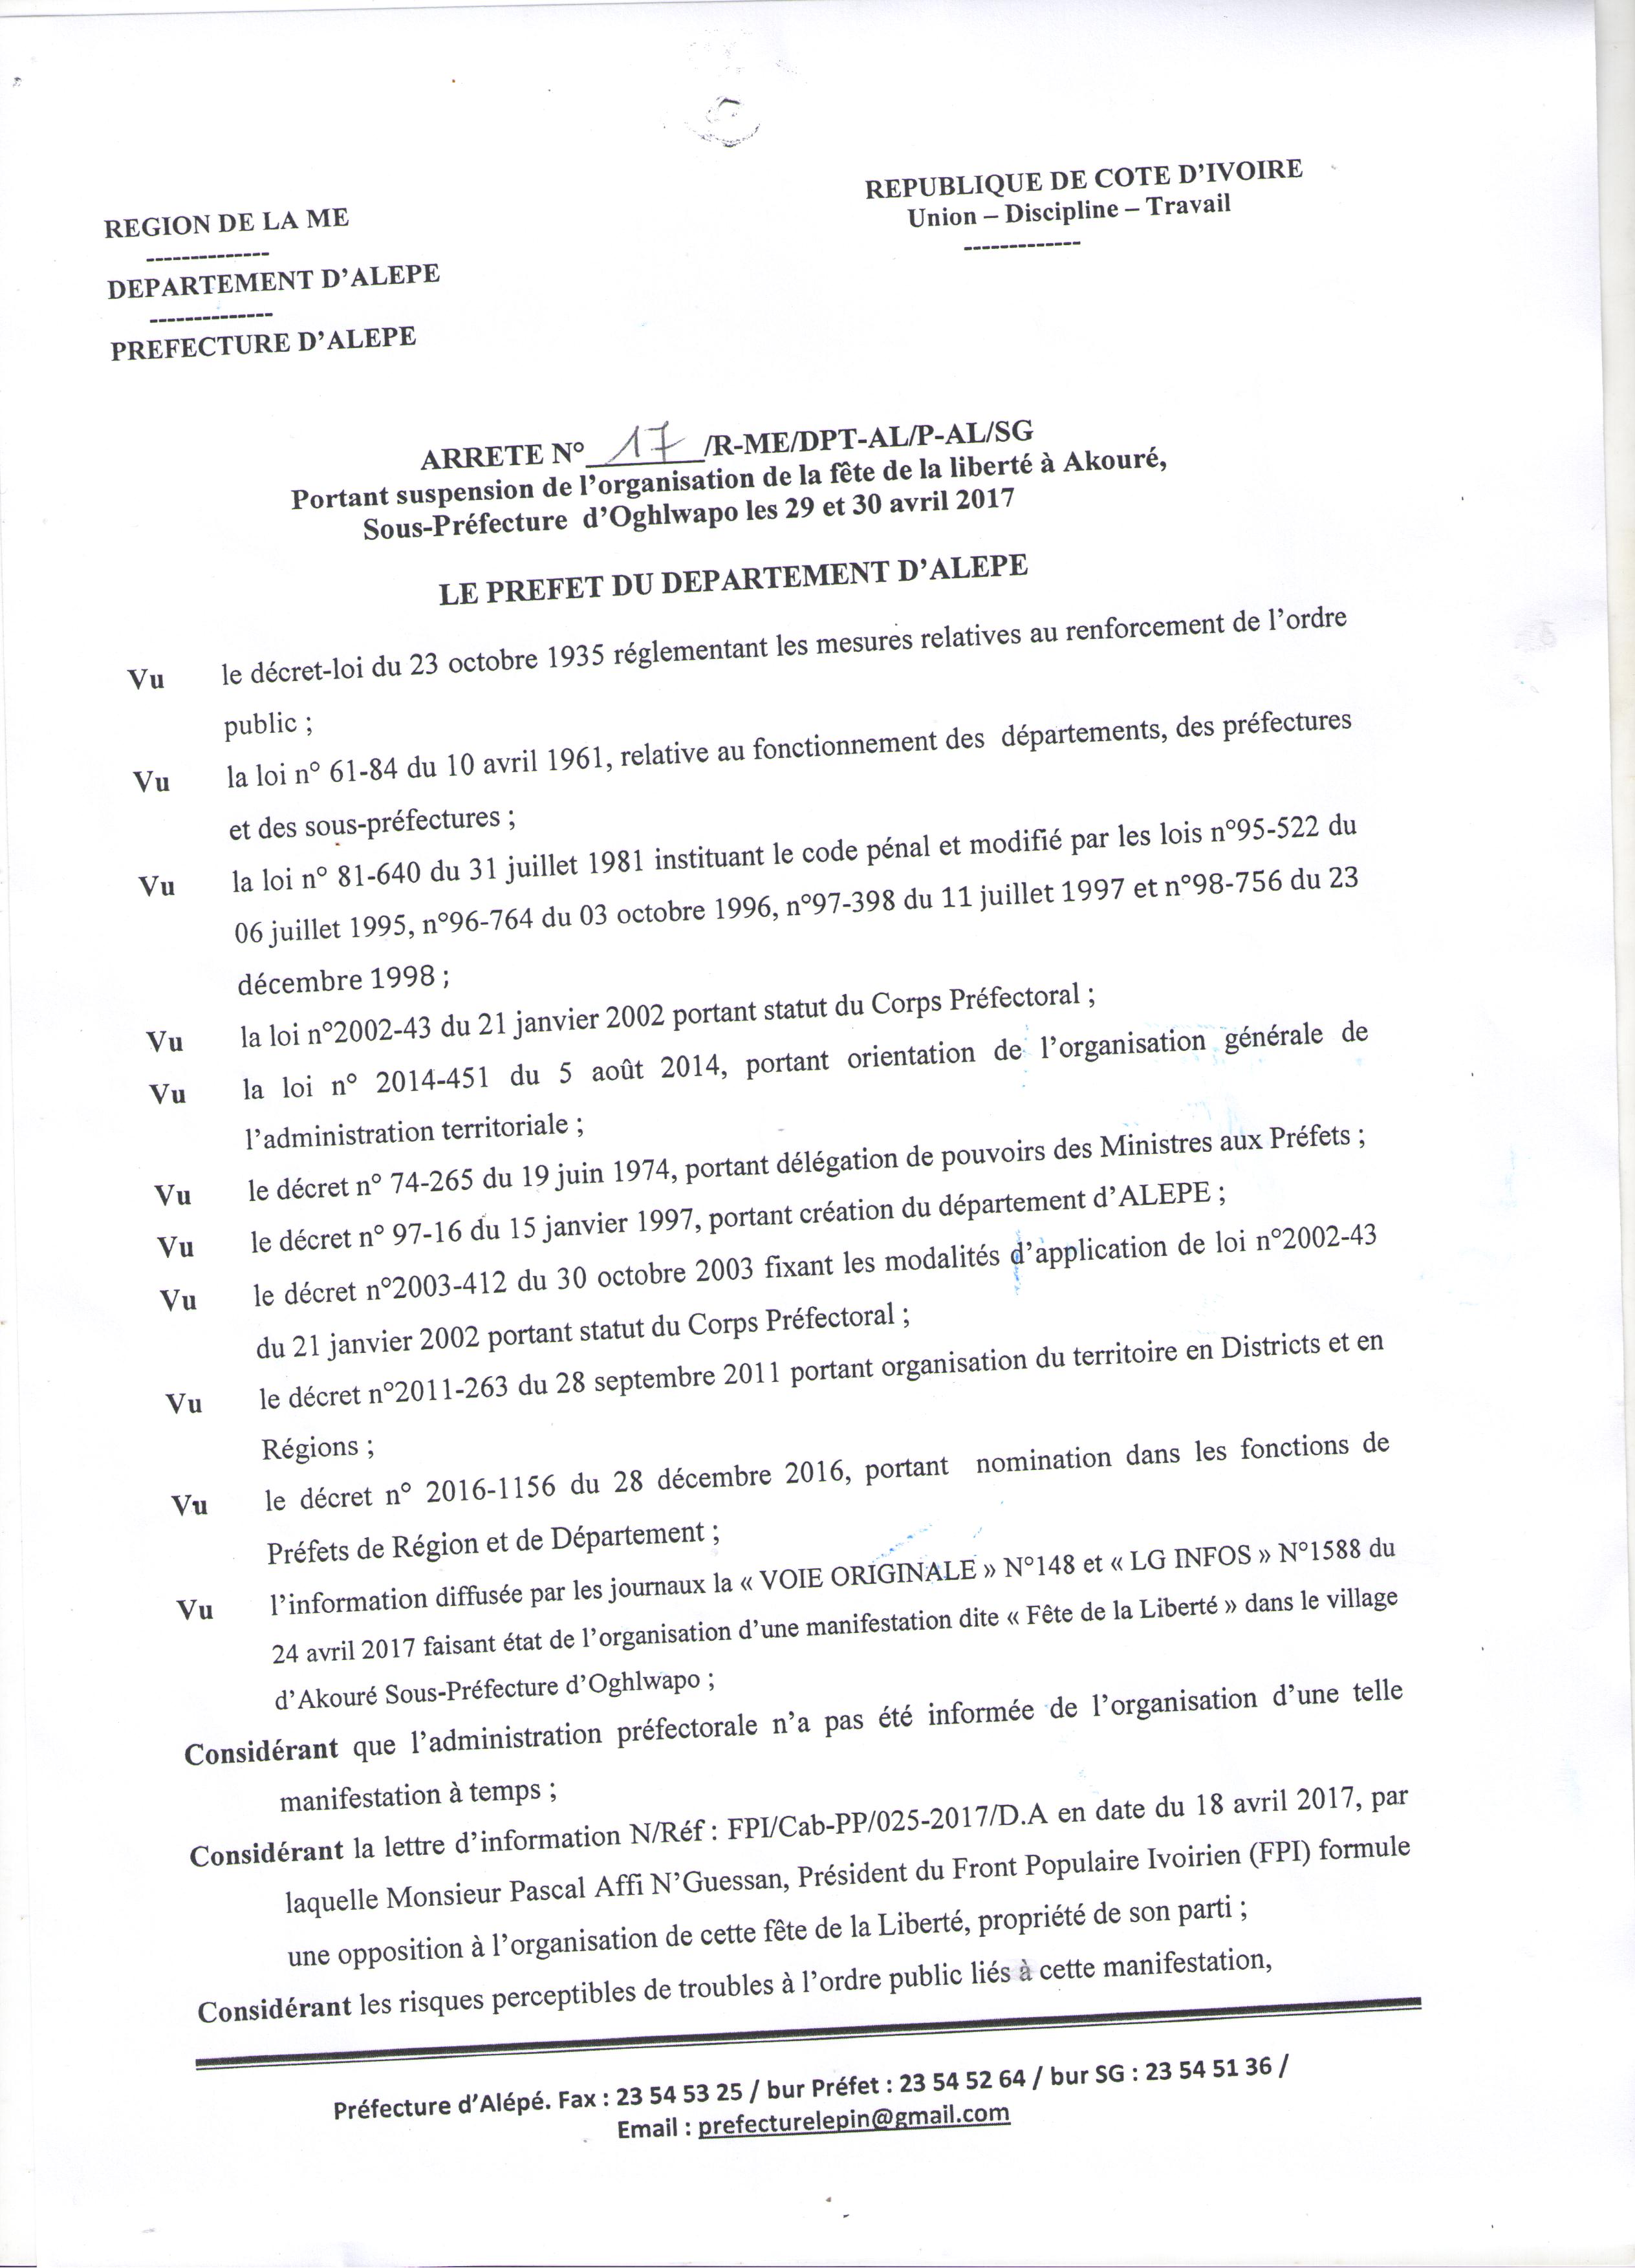 REPUBLIQUE DE COTE D'IVOIRE
Union – Discipline – Travail
-------------
REGION DE LA ME
--------------
DEPARTEMENT D'ALEPE
--------------
PREFECTURE D'ALEPE
ARRETE N° 17 /R-ME/DPT-AL/P-AL/SG
Portant suspension de l'organisation de la fête de la liberté à Akouré,
Sous-Préfecture d'Oghlwapo les 29 et 30 avril 2017
LE PREFET DU DEPARTEMENT D'ALEPE
Vu le décret-loi du 23 octobre 1935 réglementant les mesures relatives au renforcement de l'ordre
public ;
Vu la loi n° 61-84 du 10 avril 1961, relative au fonctionnement des départements, des préfectures
et des sous-préfectures ;
Vu la loi n° 81-640 du 31 juillet 1981 instituant le code pénal et modifié par les lois n°95-522 du
06 juillet 1995, n°96-764 du 03 octobre 1996, n°97-398 du 11 juillet 1997 et n°98-756 du 23
décembre 1998 ;
Vu la loi n°2002-43 du 21 janvier 2002 portant statut du Corps Préfectoral ;
Vu la loi n° 2014-451 du 5 août 2014, portant orientation de l'organisation générale de
l'administration territoriale ;
Vu le décret n° 74-265 du 19 juin 1974, portant délégation de pouvoirs des Ministres aux Préfets ;
Vu le décret n° 97-16 du 15 janvier 1997, portant création du département d'ALEPE ;
Vu le décret n°2003-412 du 30 octobre 2003 fixant les modalités d'application de loi n°2002-43
du 21 janvier 2002 portant statut du Corps Préfectoral ;
Vu le décret n°2011-263 du 28 septembre 2011 portant organisation du territoire en Districts et en
Régions ;
Vu le décret n° 2016-1156 du 28 décembre 2016, portant nomination dans les fonctions de
Préfets de Région et de Département ;
Vu l'information diffusée par les journaux la « VOIE ORIGINALE » N°148 et « LG INFOS » N°1588 du
24 avril 2017 faisant état de l'organisation d'une manifestation dite « Fête de la Liberté » dans le village
d'Akouré Sous-Préfecture d'Oghlwapo ;
Considérant que l'administration préfectorale n'a pas été informée de l'organisation d'une telle
manifestation à temps ;
Considérant la lettre d'information N/Réf : FPI/Cab-PP/025-2017/D.A en date du 18 avril 2017, par
laquelle Monsieur Pascal Affi N'Guessan, Président du Front Populaire Ivoirien (FPI) formule
une opposition à l'organisation de cette fête de la Liberté, propriété de son parti ;
Considérant les risques perceptibles de troubles à l'ordre public liés à cette manifestation,
Préfecture d'Alépé. Fax : 23 54 53 25 / bur Préfet : 23 54 52 64 / bur SG : 23 54 51 36 /
Email : prefecturelepin@gmail.com